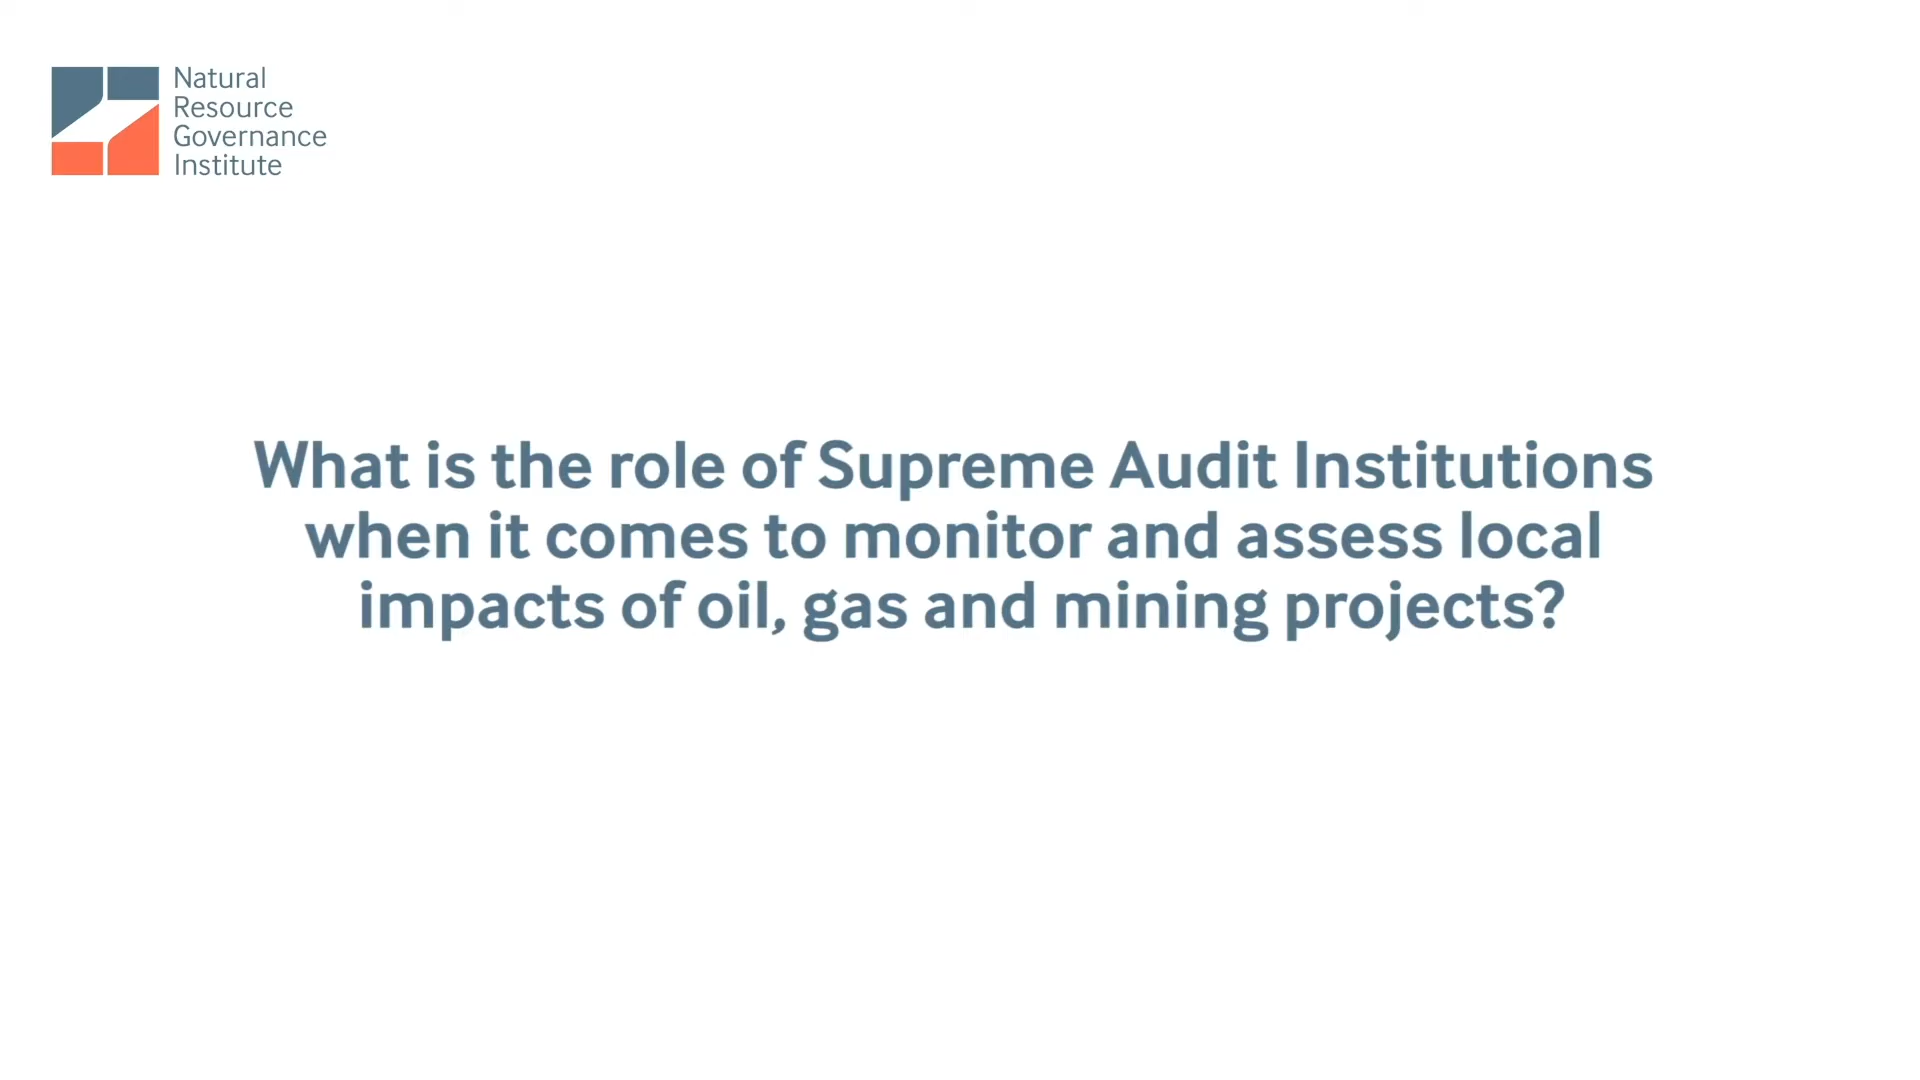 Natural
Resource
Governance
Institute
What is the role of Supreme Audit Institutions
when it comes to monitor and assess local
impacts of oil, gas and mining projects?